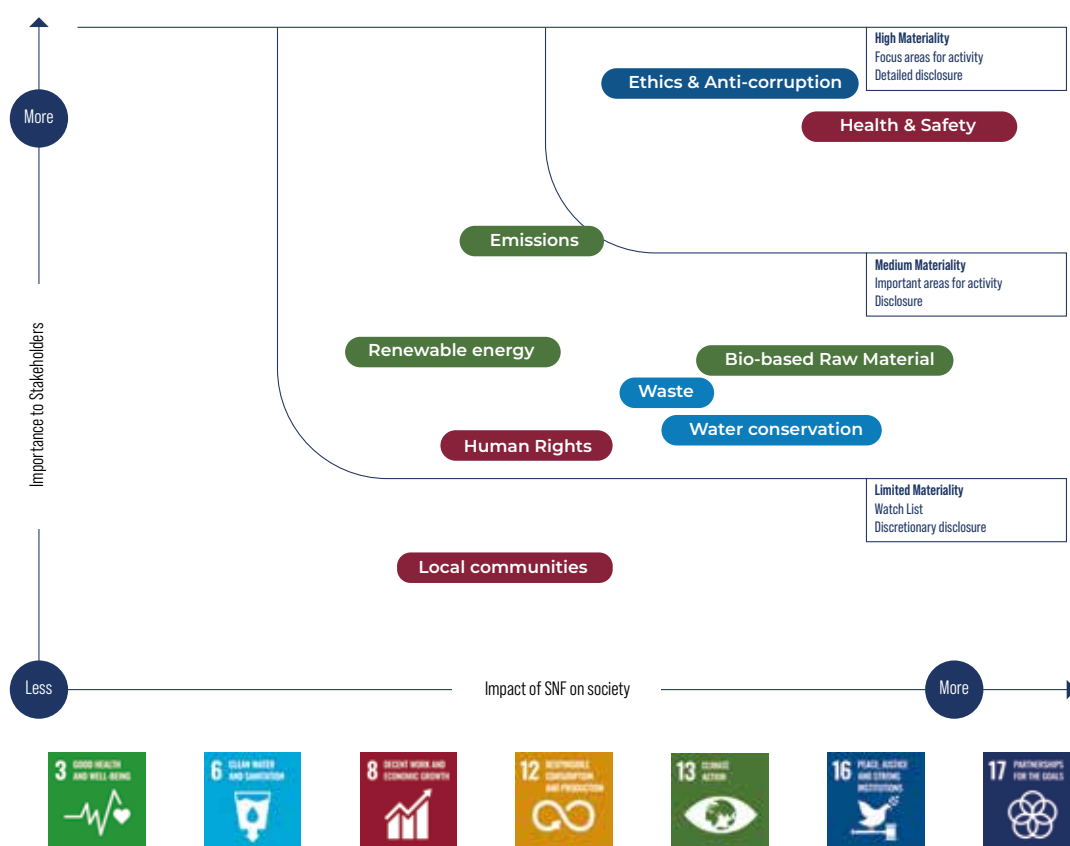 High Materiality
Focus areas for activity
Detailed disclosure
Ethics & Anti-corruption
More
Health & Safety
Emissions
Medium Materiality
Important areas for activity
Disclosure
Importance to Stakeholders
Renewable energy
Bio-based Raw Material
Waste
Water conservation
Human Rights
Limited Materiality
Watch List
Discretionary disclosure
Local communities
Less
Impact of SNF on society
More
3 GOOD HEALTH
AND WELL-BEING
6 CLEAN WATER
AND SANITATION
8 DECENT WORK AND
ECONOMIC GROWTH
12 RESPONSIBLE
CONSUMPTION
AND PRODUCTION
13 CLIMATE
ACTION
16 PEACE, JUSTICE
AND STRONG
INSTITUTIONS
17 PARTNERSHIPS
FOR THE GOALS